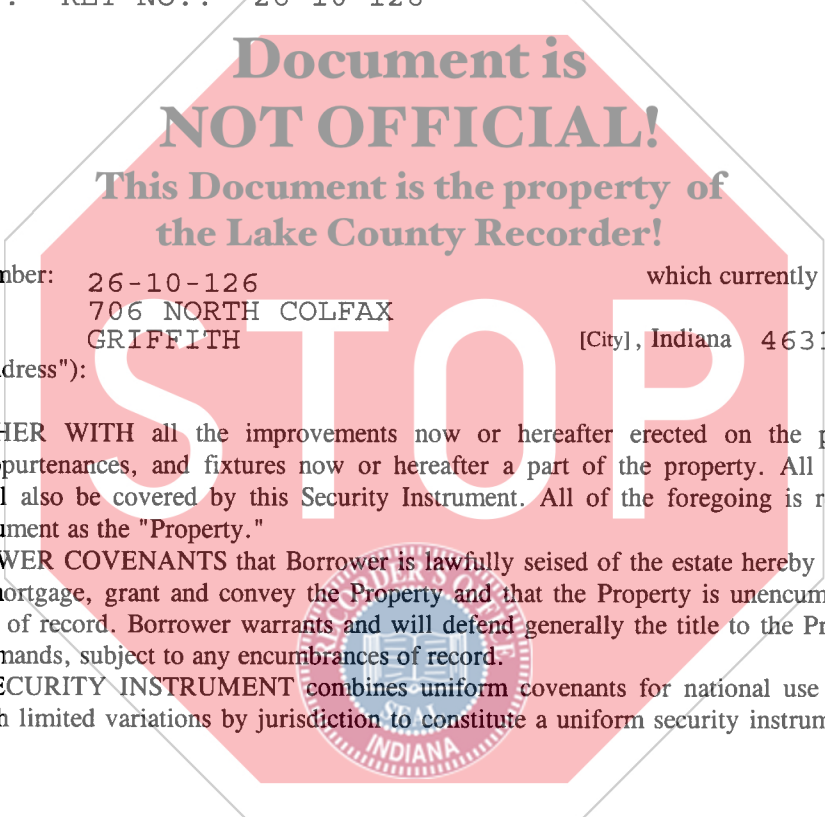 KEY NO.: 26-10-126
Document is
NOT OFFICIAL!
This Document is the property of
the Lake County Recorder!
mber: 26-10-126 which currently
706 NORTH COLFAX
GRIFFITH [City], Indiana 4631
dress"):
STOP
HER WITH all the improvements now or hereafter erected on the p
ppurtenances, and fixtures now or hereafter a part of the property. All
l also be covered by this Security Instrument. All of the foregoing is r
ument as the "Property."
WER COVENANTS that Borrower is lawfully seised of the estate hereby
nortgage, grant and convey the Property and that the Property is unencum
of record. Borrower warrants and will defend generally the title to the Pr
mands, subject to any encumbrances of record.
ECURITY INSTRUMENT combines uniform covenants for national use
h limited variations by jurisdiction to constitute a uniform security instrum
RECORDER'S OFFICE
SEAL
INDIANA